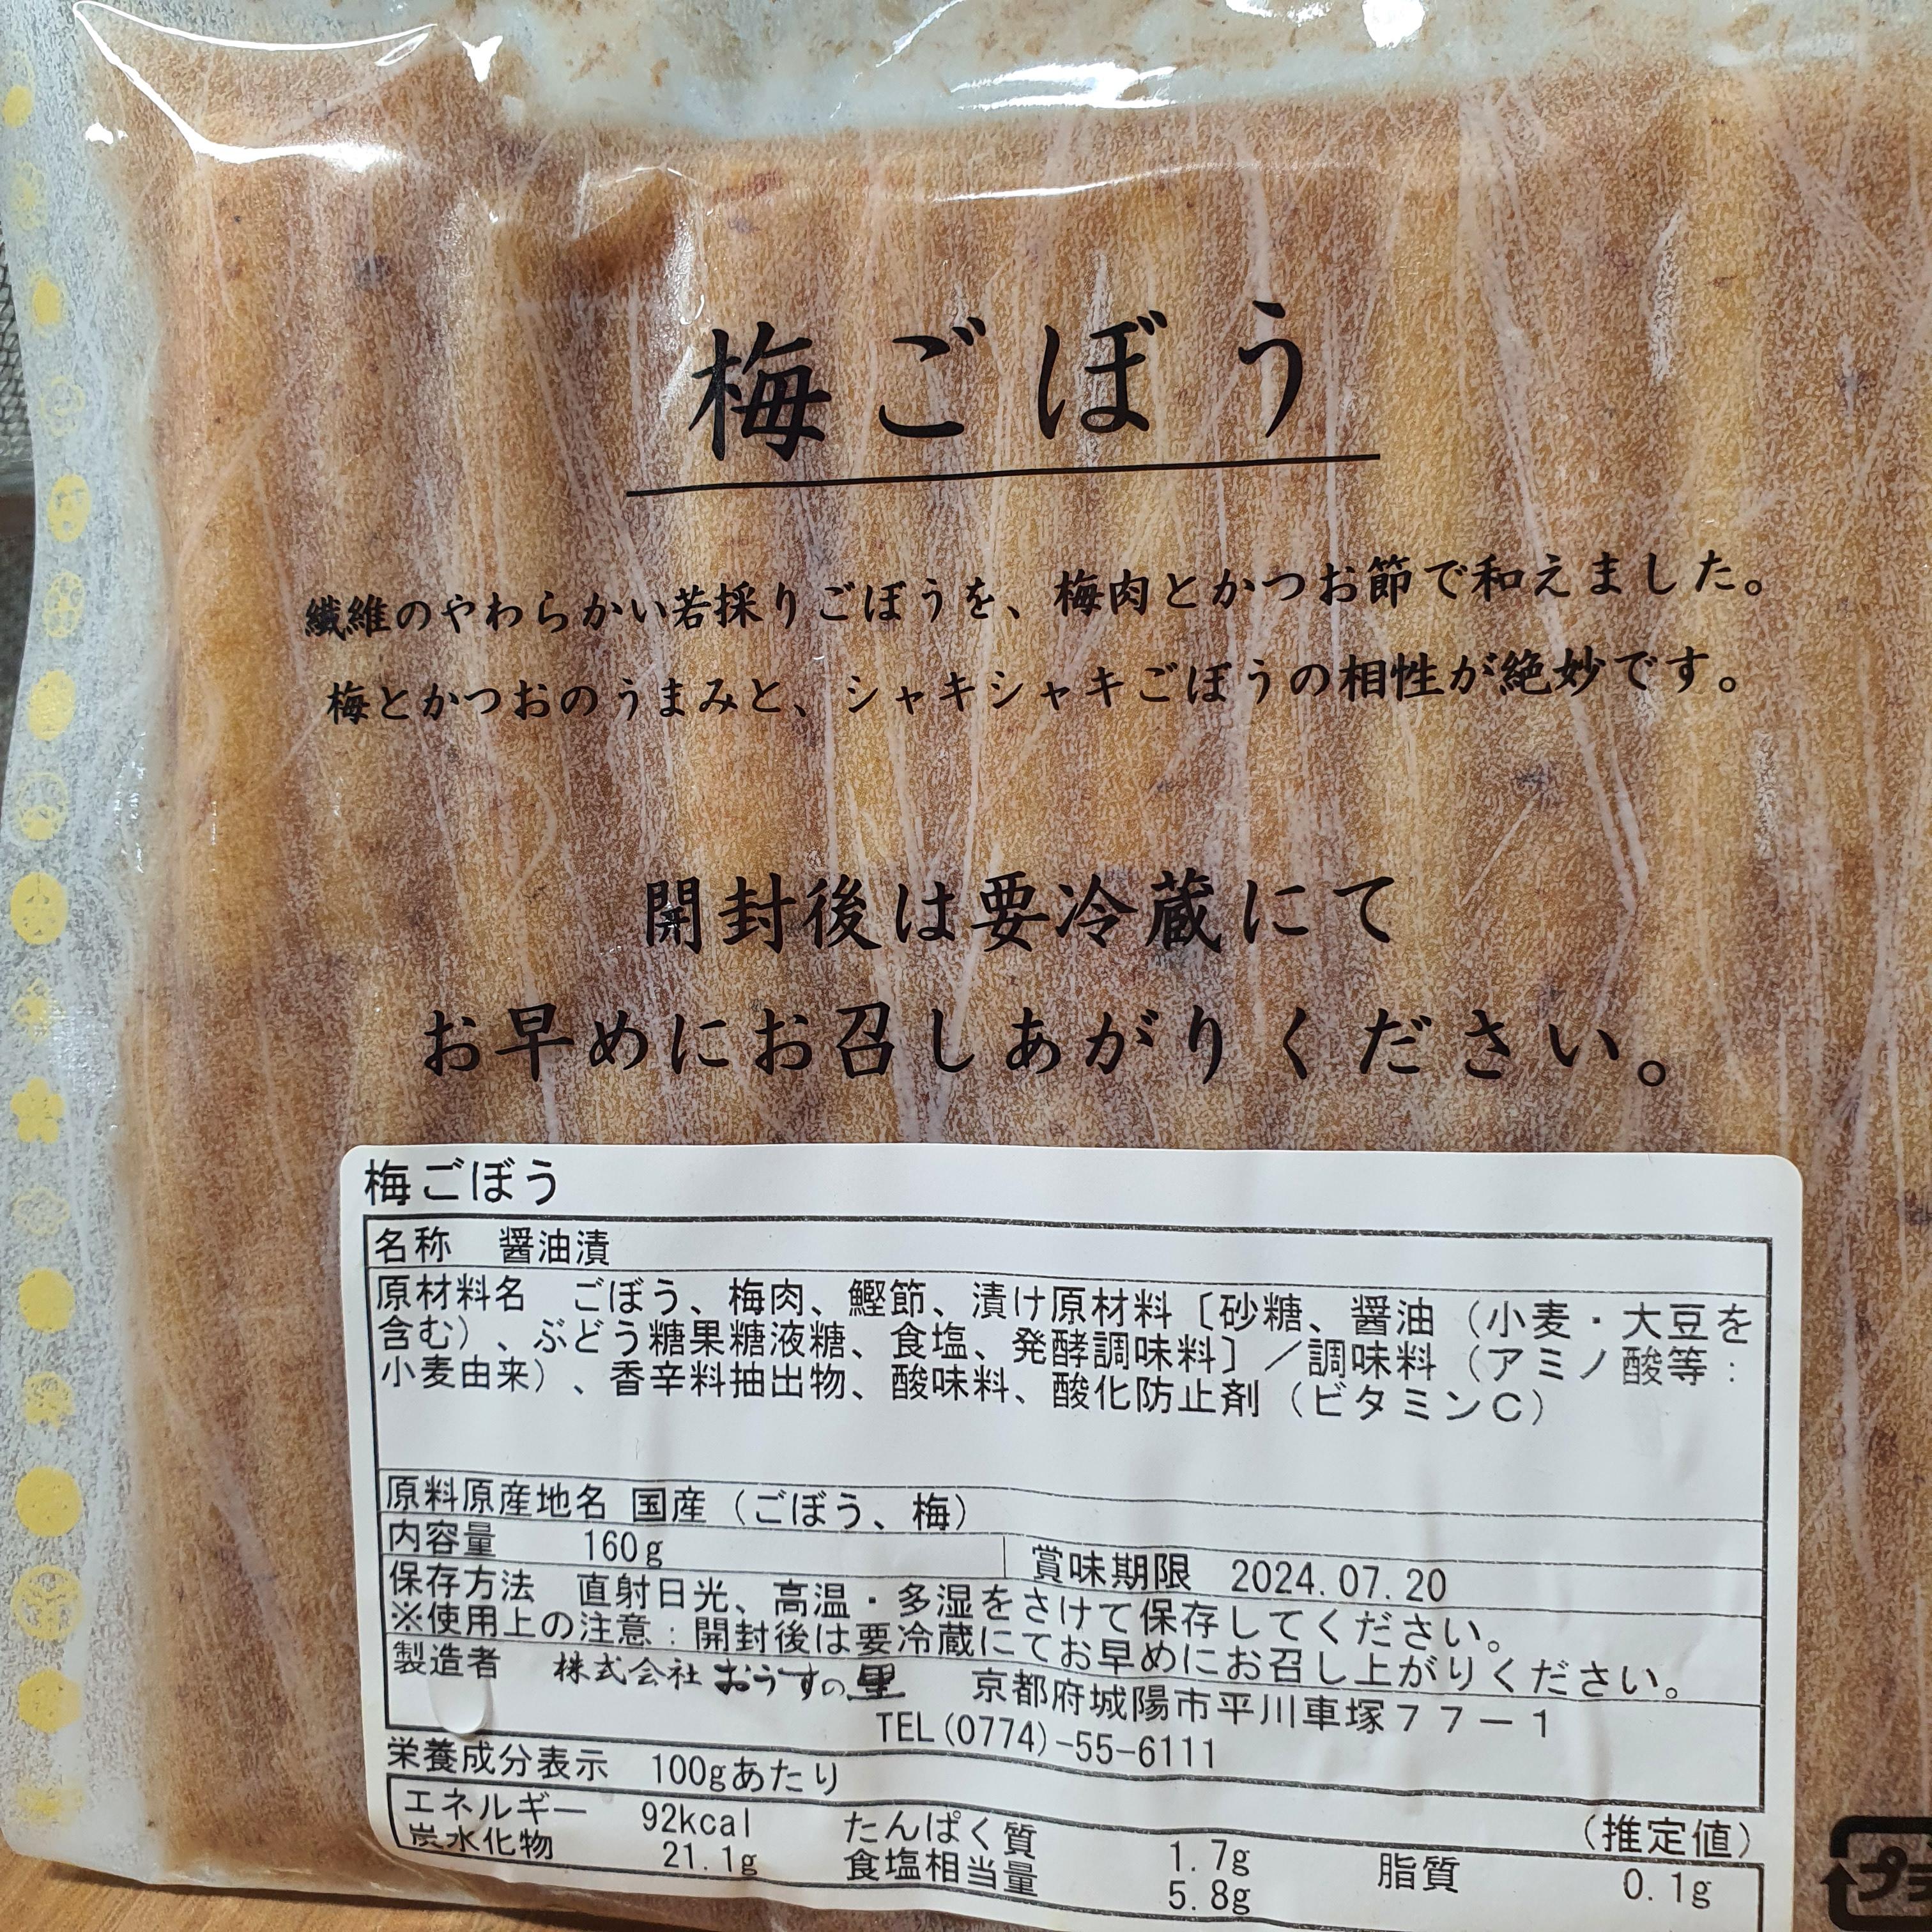 梅ごぼう
繊維のやわらかい若採りごぼうを、梅肉とかつお節で和えました。
梅とかつおのうまみと、シャキシャキごぼうの相性が絶妙です。
開封後は要冷蔵にて
お早めにお召しあがりください。
梅ごぼう
名称 醤油漬
原材料名 ごぼう、梅肉、鰹節、漬け原材料〔砂糖、醤油（小麦・大豆を
含む）、ぶどう糖果糖液糖、食塩、発酵調味料〕／調味料（アミノ酸等：
小麦由来）、香辛料抽出物、酸味料、酸化防止剤（ビタミンC）
原料原産地名 国産（ごぼう、梅）
内容量 160g 賞味期限 2024.07.20
保存方法 直射日光、高温・多湿をさけて保存してください。
※使用上の注意：開封後は要冷蔵にてお早めにお召し上がりください。
製造者 株式会社おうすの里 京都府城陽市平川車塚７７－１
TEL(0774)-55-6111
栄養成分表示 100gあたり (推定値)
エネルギー 92kcal たんぱく質 1.7g 脂質 0.1g
炭水化物 21.1g 食塩相当量 5.8g
プラ